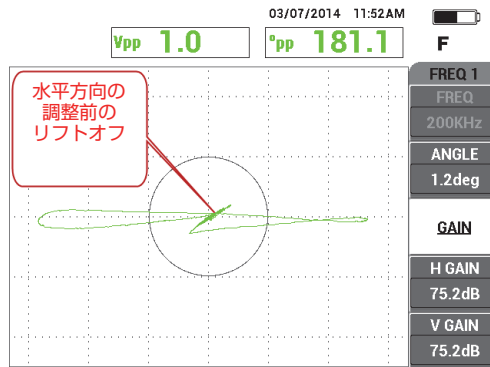 03/07/2014 11:52AM
Vpp 1.0
°pp 181.1
F
水平方向の
調整前の
リフトオフ
FREQ 1
FREQ
200KHz
ANGLE
1.2deg
GAIN
H GAIN
75.2dB
V GAIN
75.2dB